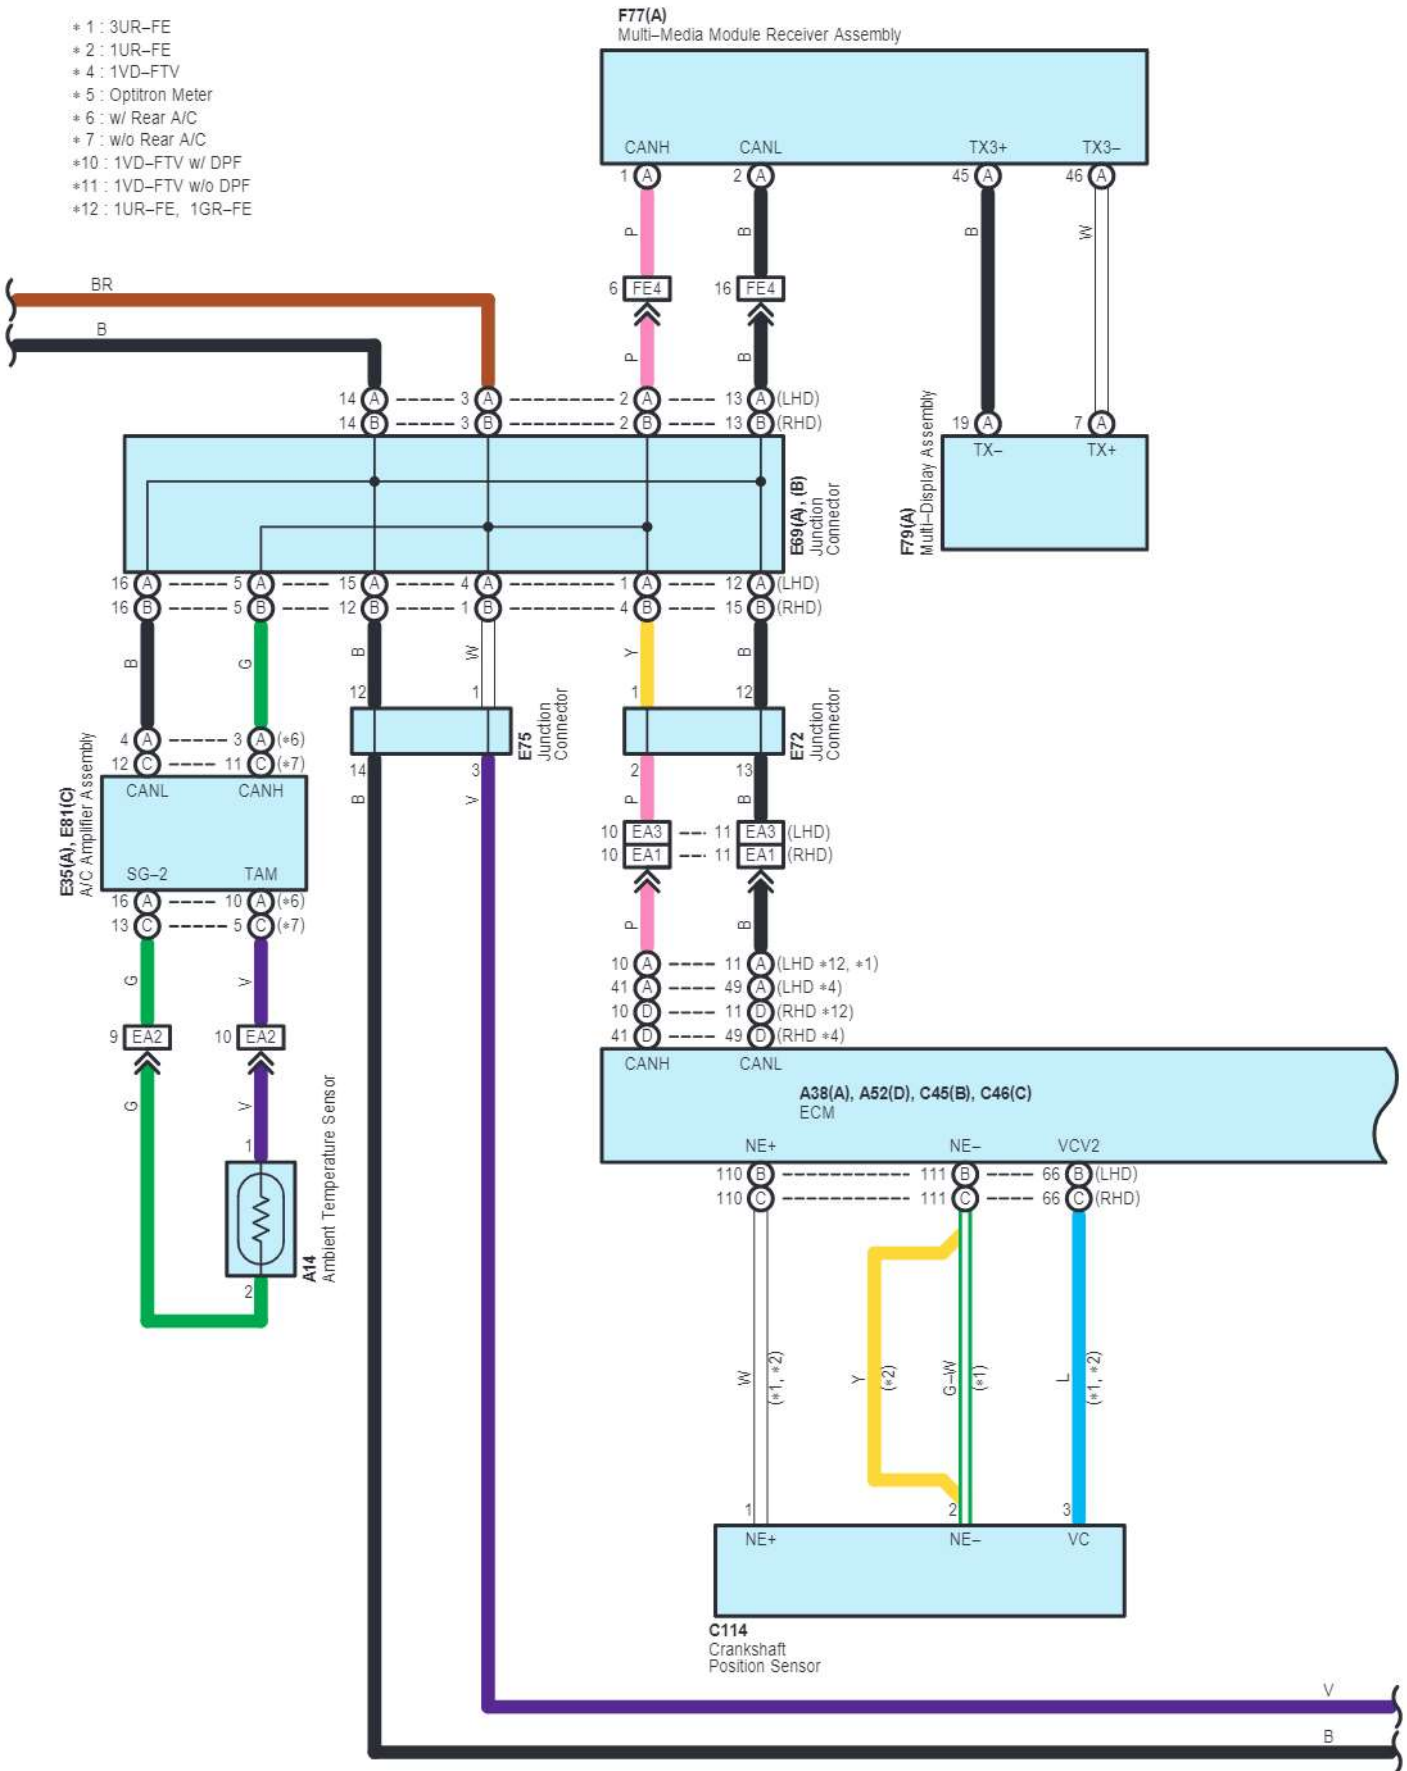 * 1 : 3UR–FE
* 2 : 1UR–FE
* 4 : 1VD–FTV
* 5 : Optitron Meter
* 6 : w/ Rear A/C
* 7 : w/o Rear A/C
*10 : 1VD–FTV w/ DPF
*11 : 1VD–FTV w/o DPF
*12 : 1UR–FE, 1GR–FE
F77(A)
Multi–Media Module Receiver Assembly
CANH CANL TX3+ TX3–
1 A 2 A 45 A 46 A
P B B W
6 FE4 16 FE4
BR
B
P B
14 A 3 A 2 A 13 A (LHD)
14 B 3 B 2 B 13 B (RHD)
19 A 7 A
TX– TX+
F79(A)
Multi–Display Assembly
E69(A), (B)
Junction
Connector
16 A 5 A 15 A 4 A 1 A 12 A (LHD)
16 B 5 B 12 B 1 B 4 B 15 B (RHD)
B G B W Y B
12 1 1 12
E75
Junction
Connector
E72
Junction
Connector
14 3 2 13
B V P B
4 A 3 A (*6)
12 C 11 C (*7)
CANL CANH
E35(A), E81(C)
A/C Amplifier Assembly
SG–2 TAM
16 A 10 A (*6)
13 C 5 C (*7)
10 EA3 11 EA3 (LHD)
10 EA1 11 EA1 (RHD)
P B
G V
9 EA2 10 EA2
G V
1
A14
Ambient Temperature Sensor
2
10 A 11 A (LHD *12, *1)
41 A 49 A (LHD *4)
10 D 11 D (RHD *12)
41 D 49 D (RHD *4)
CANH CANL
A38(A), A52(D), C45(B), C46(C)
ECM
NE+ NE– VCV2
110 B 111 B 66 B (LHD)
110 C 111 C 66 C (RHD)
W (*1, *2) Y (*2) G–W (*1) L (*1, *2)
1 2 3
NE+ NE– VC
C114
Crankshaft
Position Sensor
V
B